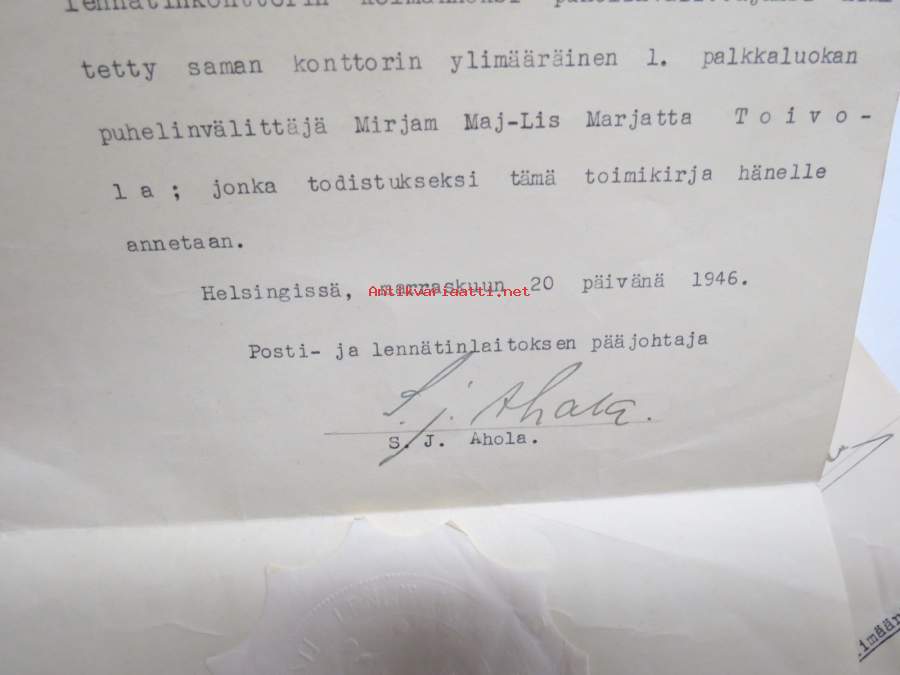 tetty saman konttorin ylimääräinen 1. palkkaluokan
puhelinvälittäjä Mirjam Maj-Lis Marjatta T o i v o -
l a ; jonka todistukseksi tämä toimikirja hänelle
annetaan.
Helsingissä, marraskuun 20 päivänä 1946.
Antikvariaatti.net
Posti- ja lennätinlaitoksen pääjohtaja
S. J. Ahola.
S. J. Ahola.